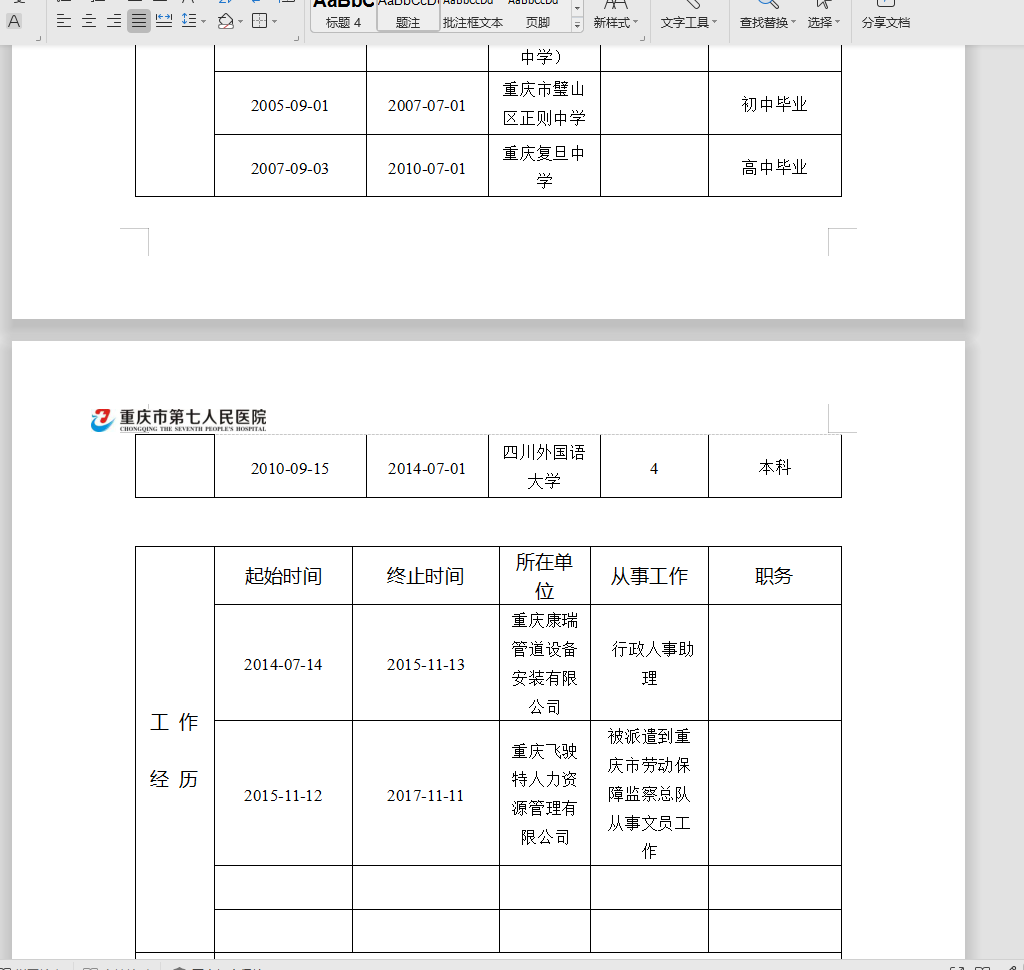 AaBbC AaBbCcD AaBbCcDd AaBbCcDd
A 标题 4 题注 批注框文本 页脚 新样式 文字工具 查找替换 选择 分享文档
中学）
2005-09-01 2007-07-01 重庆市璧山 初中毕业
区正则中学
2007-09-03 2010-07-01 重庆复旦中 高中毕业
学
重庆市第七人民医院
CHONGQING THE SEVENTH PEOPLE'S HOSPITAL
2010-09-15 2014-07-01 四川外国语 4 本科
大学
起始时间 终止时间 所在单 从事工作 职务
位
2014-07-14 2015-11-13 重庆康瑞 行政人事助
管道设备 理
安装有限
公司
工 作
经 历
2015-11-12 2017-11-11 重庆飞驶 被派遣到重
特人力资 庆市劳动保
源管理有 障监察总队
限公司 从事文员工
作